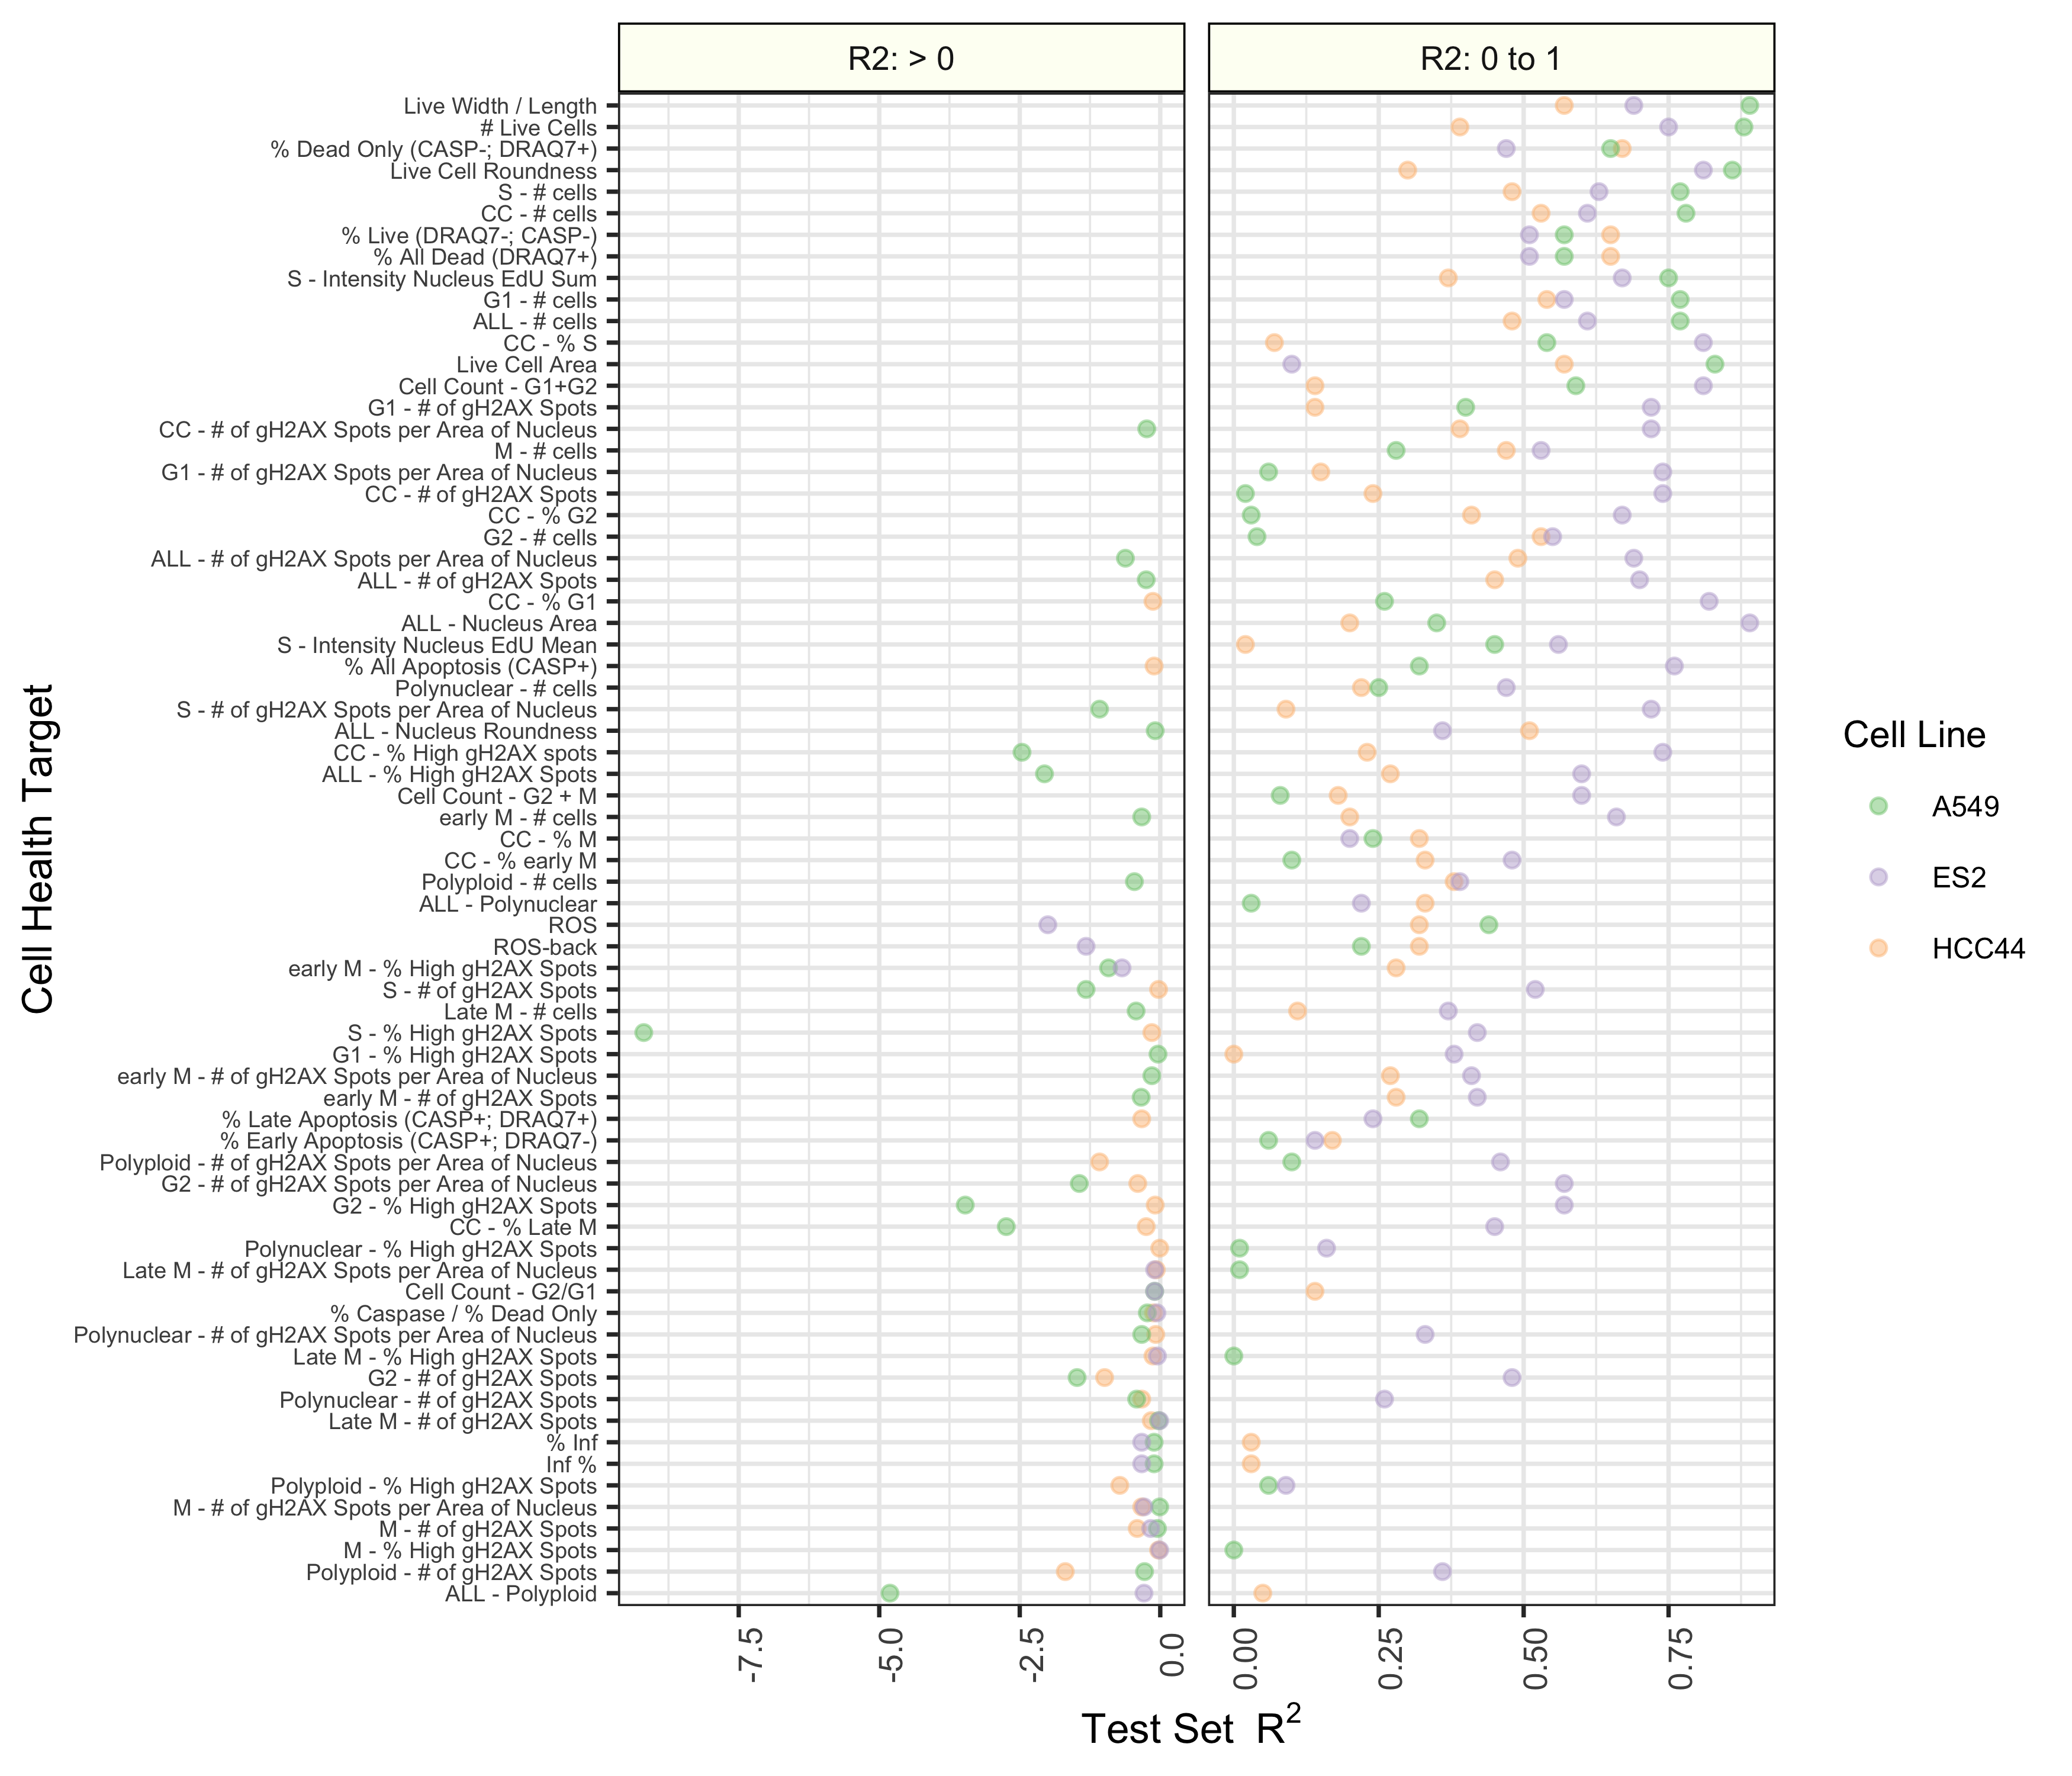 R2: > 0
R2: 0 to 1
Cell Health Target
Live Width / Length
# Live Cells
% Dead Only (CASP-; DRAQ7+)
Live Cell Roundness
S - # cells
CC - # cells
% Live (DRAQ7-; CASP-)
% All Dead (DRAQ7+)
S - Intensity Nucleus EdU Sum
G1 - # cells
ALL - # cells
CC - % S
Live Cell Area
Cell Count - G1+G2
G1 - # of gH2AX Spots
CC - # of gH2AX Spots per Area of Nucleus
M - # cells
G1 - # of gH2AX Spots per Area of Nucleus
CC - # of gH2AX Spots
CC - % G2
G2 - # cells
ALL - # of gH2AX Spots per Area of Nucleus
ALL - # of gH2AX Spots
CC - % G1
ALL - Nucleus Area
S - Intensity Nucleus EdU Mean
% All Apoptosis (CASP+)
Polynuclear - # cells
S - # of gH2AX Spots per Area of Nucleus
ALL - Nucleus Roundness
CC - % High gH2AX spots
ALL - % High gH2AX Spots
Cell Count - G2 + M
early M - # cells
CC - % M
CC - % early M
Polyploid - # cells
ALL - Polynuclear
ROS
ROS-back
early M - % High gH2AX Spots
S - # of gH2AX Spots
Late M - # cells
S - % High gH2AX Spots
G1 - % High gH2AX Spots
early M - # of gH2AX Spots per Area of Nucleus
early M - # of gH2AX Spots
% Late Apoptosis (CASP+; DRAQ7+)
% Early Apoptosis (CASP+; DRAQ7-)
Polyploid - # of gH2AX Spots per Area of Nucleus
G2 - # of gH2AX Spots per Area of Nucleus
G2 - % High gH2AX Spots
CC - % Late M
Polynuclear - % High gH2AX Spots
Late M - # of gH2AX Spots per Area of Nucleus
Cell Count - G2/G1
% Caspase / % Dead Only
Polynuclear - # of gH2AX Spots per Area of Nucleus
Late M - % High gH2AX Spots
G2 - # of gH2AX Spots
Polynuclear - # of gH2AX Spots
Late M - # of gH2AX Spots
% Inf
Inf %
Polyploid - % High gH2AX Spots
M - # of gH2AX Spots per Area of Nucleus
M - # of gH2AX Spots
M - % High gH2AX Spots
Polyploid - # of gH2AX Spots
ALL - Polyploid
-7.5
-5.0
-2.5
0.0
0.00
0.25
0.50
0.75
Test Set R²
Cell Line
A549
ES2
HCC44